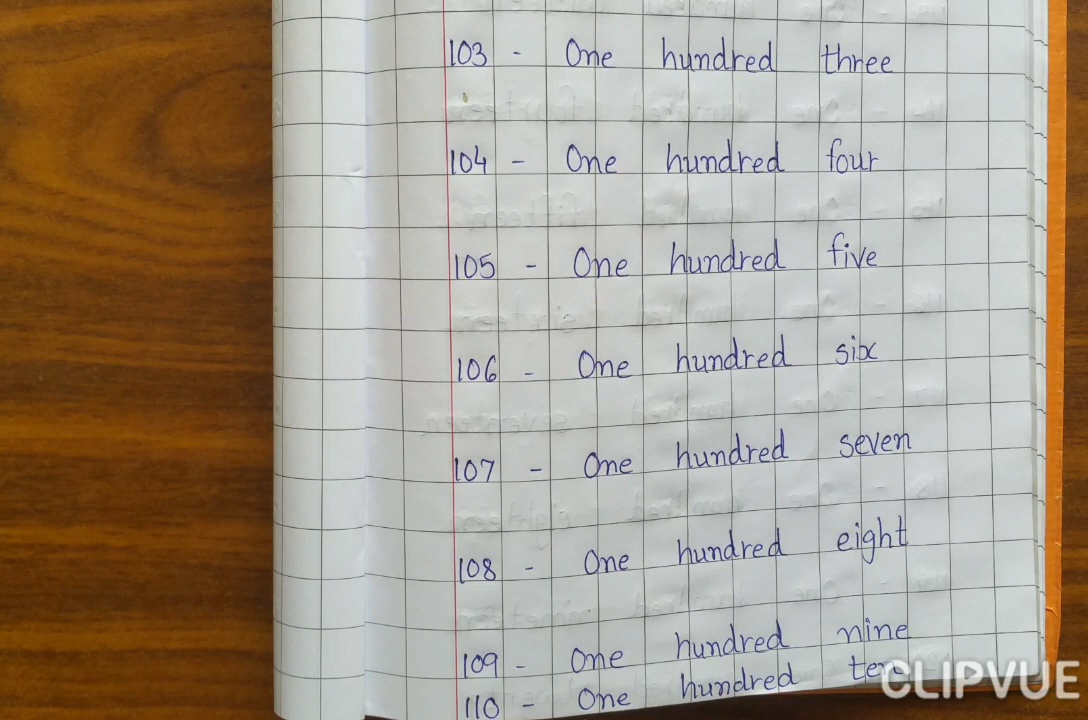 103 - One hundred three
104 - One hundred four
105 - One hundred five
106 - One hundred six
107 - One hundred seven
108 - One hundred eight
109 - One hundred nine
110 - One hundred ten
CLIPVUE